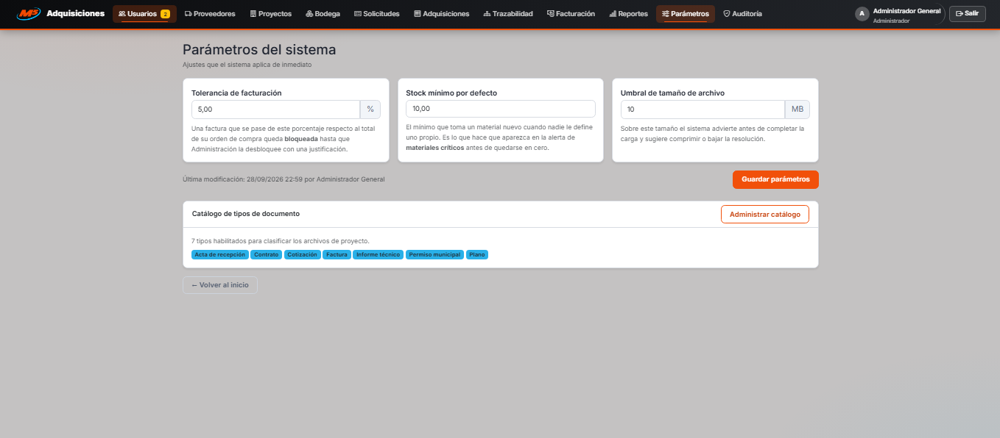 M5 Adquisiciones Usuarios 2 Proveedores Proyectos Bodega Solicitudes Adquisiciones Trazabilidad Facturación Reportes Parámetros Auditoría A Administrador General Salir
Administrador
Parámetros del sistema
Ajustes que el sistema aplica de inmediato
Tolerancia de facturación
5,00 %
Una factura que se pase de este porcentaje respecto al total
de su orden de compra queda bloqueada hasta que
Administración la desbloquee con una justificación.
Stock mínimo por defecto
10,00
El mínimo que toma un material nuevo cuando nadie le define
uno propio. Es lo que hace que aparezca en la alerta de
materiales críticos antes de quedarse en cero.
Umbral de tamaño de archivo
10 MB
Sobre este tamaño el sistema advierte antes de completar la
carga y sugiere comprimir o bajar la resolución.
Última modificación: 28/09/2026 22:59 por Administrador General
Guardar parámetros
Catálogo de tipos de documento
Administrar catálogo
7 tipos habilitados para clasificar los archivos de proyecto.
Acta de recepción Contrato Cotización Factura Informe técnico Permiso municipal Plano
← Volver al inicio